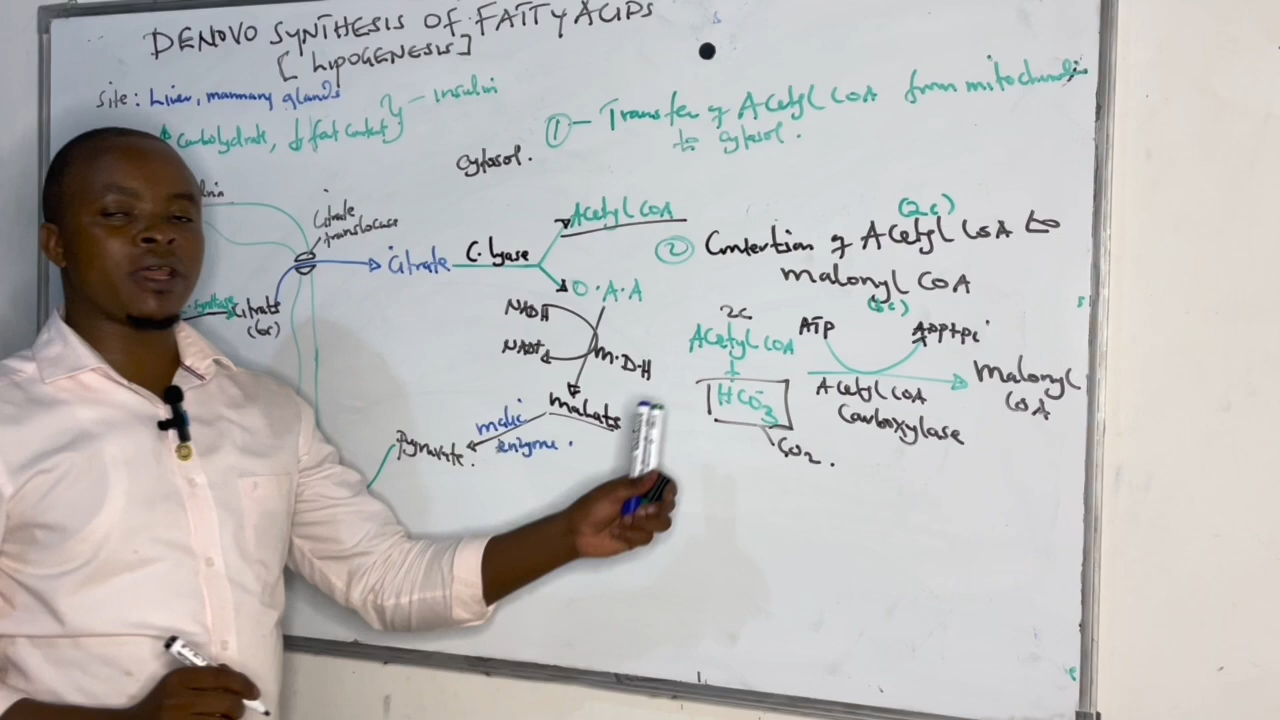 DENOVO SYNTHESIS OF FATTY ACIDS
[LIPOGENESIS]
Site: Liver, mammary glands
↑ Carbohydrate, ↓ fat content } - insulin
① - Transfer of Acetyl CoA from mitochondria
to cytosol.
Cytosol.
Citrate
translocase
Citrate
C. lyase
Acetyl CoA
O.A.A
synthase
Citrate
(6c)
NADH
NAD+
M.D.H
malate
malic
enzyme.
Pyruvate.
② Convertion of Acetyl CoA to
(2c)
malonyl CoA
(3c)
2c
Acetyl CoA
+
HCO3-
CO2.
ATP
ADP+Pi
Acetyl CoA
Carboxylase
Malonyl
CoA